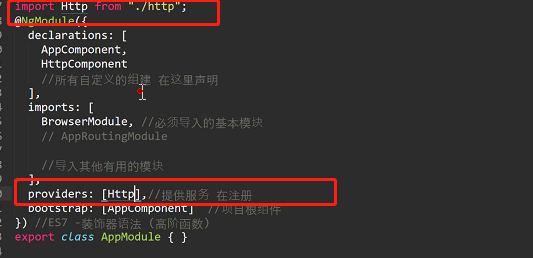 import Http from "./http";
@NgModule({
declarations: [
AppComponent,
HttpComponent
//所有自定义的组建 在这里声明
],
imports: [
BrowserModule, //必须导入的基本模块
// AppRoutingModule
//导入其他有用的模块
],
providers: [Http],//提供服务 在注册
bootstrap: [AppComponent] //项目根组件
}) //ES7 -装饰器语法 (高阶函数)
export class AppModule { }